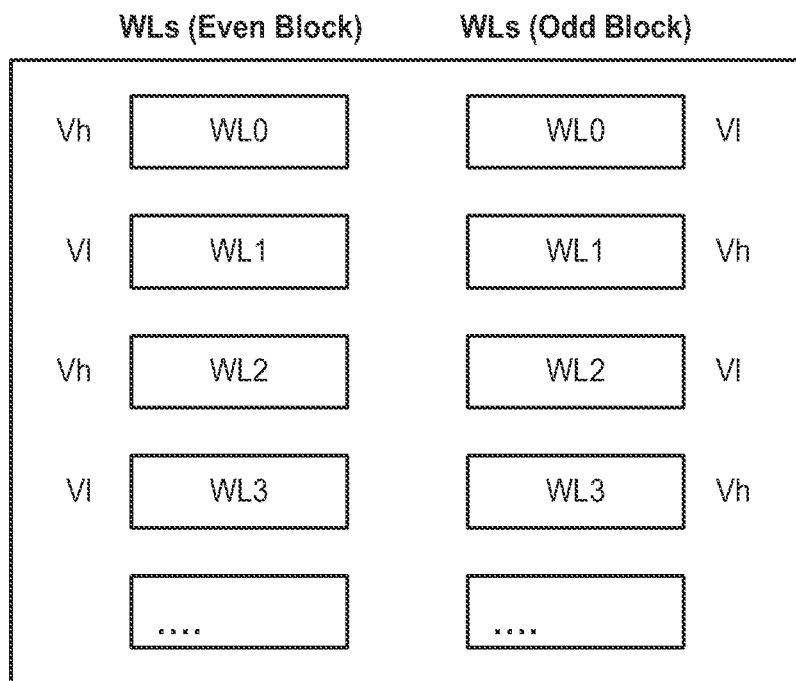 WLs (Even Block) WLs (Odd Block)
Vh WL0 WL0 Vl
Vl WL1 WL1 Vh
Vh WL2 WL2 Vl
Vl WL3 WL3 Vh
.... ....